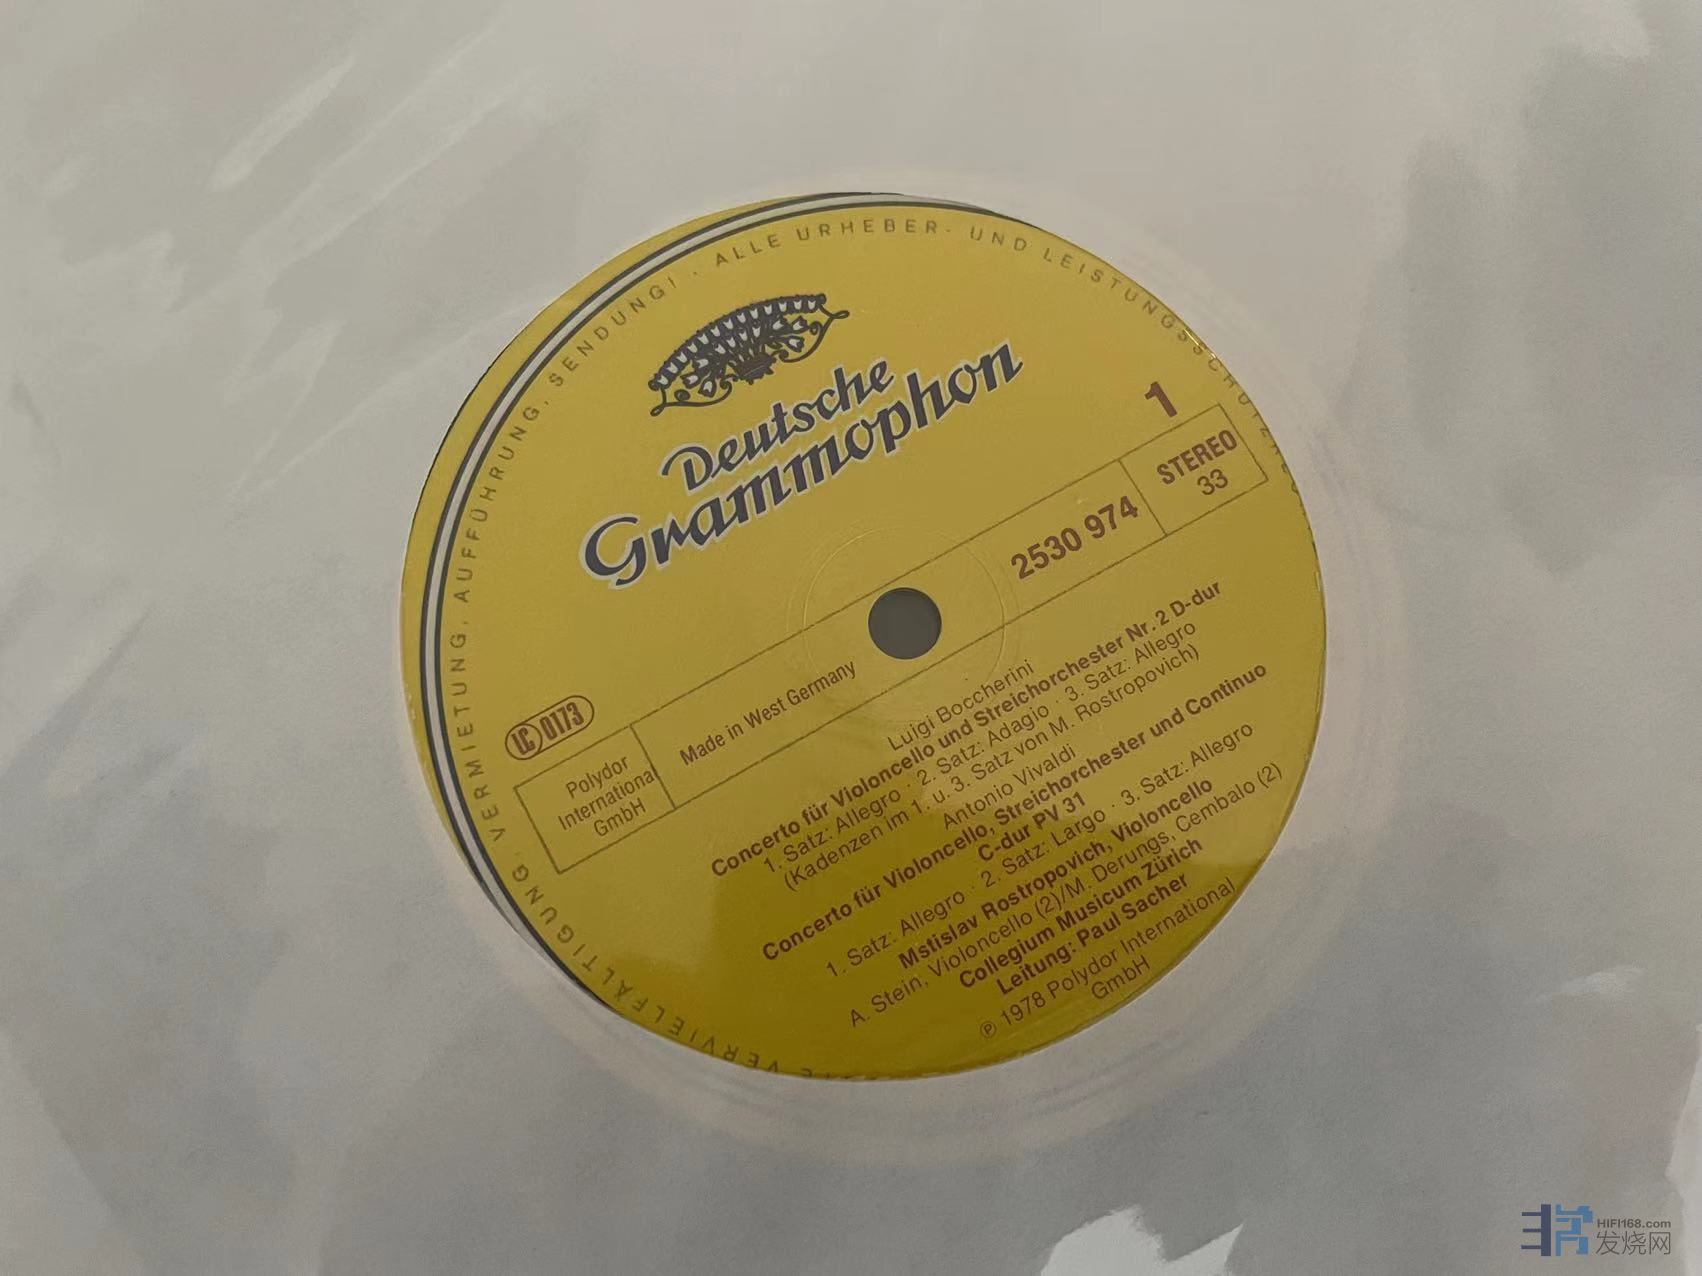 ALLE URHEBER- UND LEISTUNGSSCHUTZRE
VERVIELFÄLTIGUNG, VERMIETUNG, AUFFÜHRUNG, SENDUNG! ·
Deutsche
Grammophon
1
STEREO
33
2530 974
Made in West Germany
LC 0173
Polydor
International
GmbH
Luigi Boccherini
Concerto für Violoncello und Streichorchester Nr. 2 D-dur
1. Satz: Allegro · 2. Satz: Adagio · 3. Satz: Allegro
(Kadenzen im 1. u. 3. Satz von M. Rostropovich)
Antonio Vivaldi
Concerto für Violoncello, Streichorchester und Continuo
C-dur PV 31
1. Satz: Allegro · 2. Satz: Largo · 3. Satz: Allegro
Mstislav Rostropovich, Violoncello
A. Stein, Violoncello (2)/M. Derungs, Cembalo (2)
Collegium Musicum Zürich
Leitung: Paul Sacher
℗ 1978 Polydor International
GmbH
HIFI168.com
发烧网